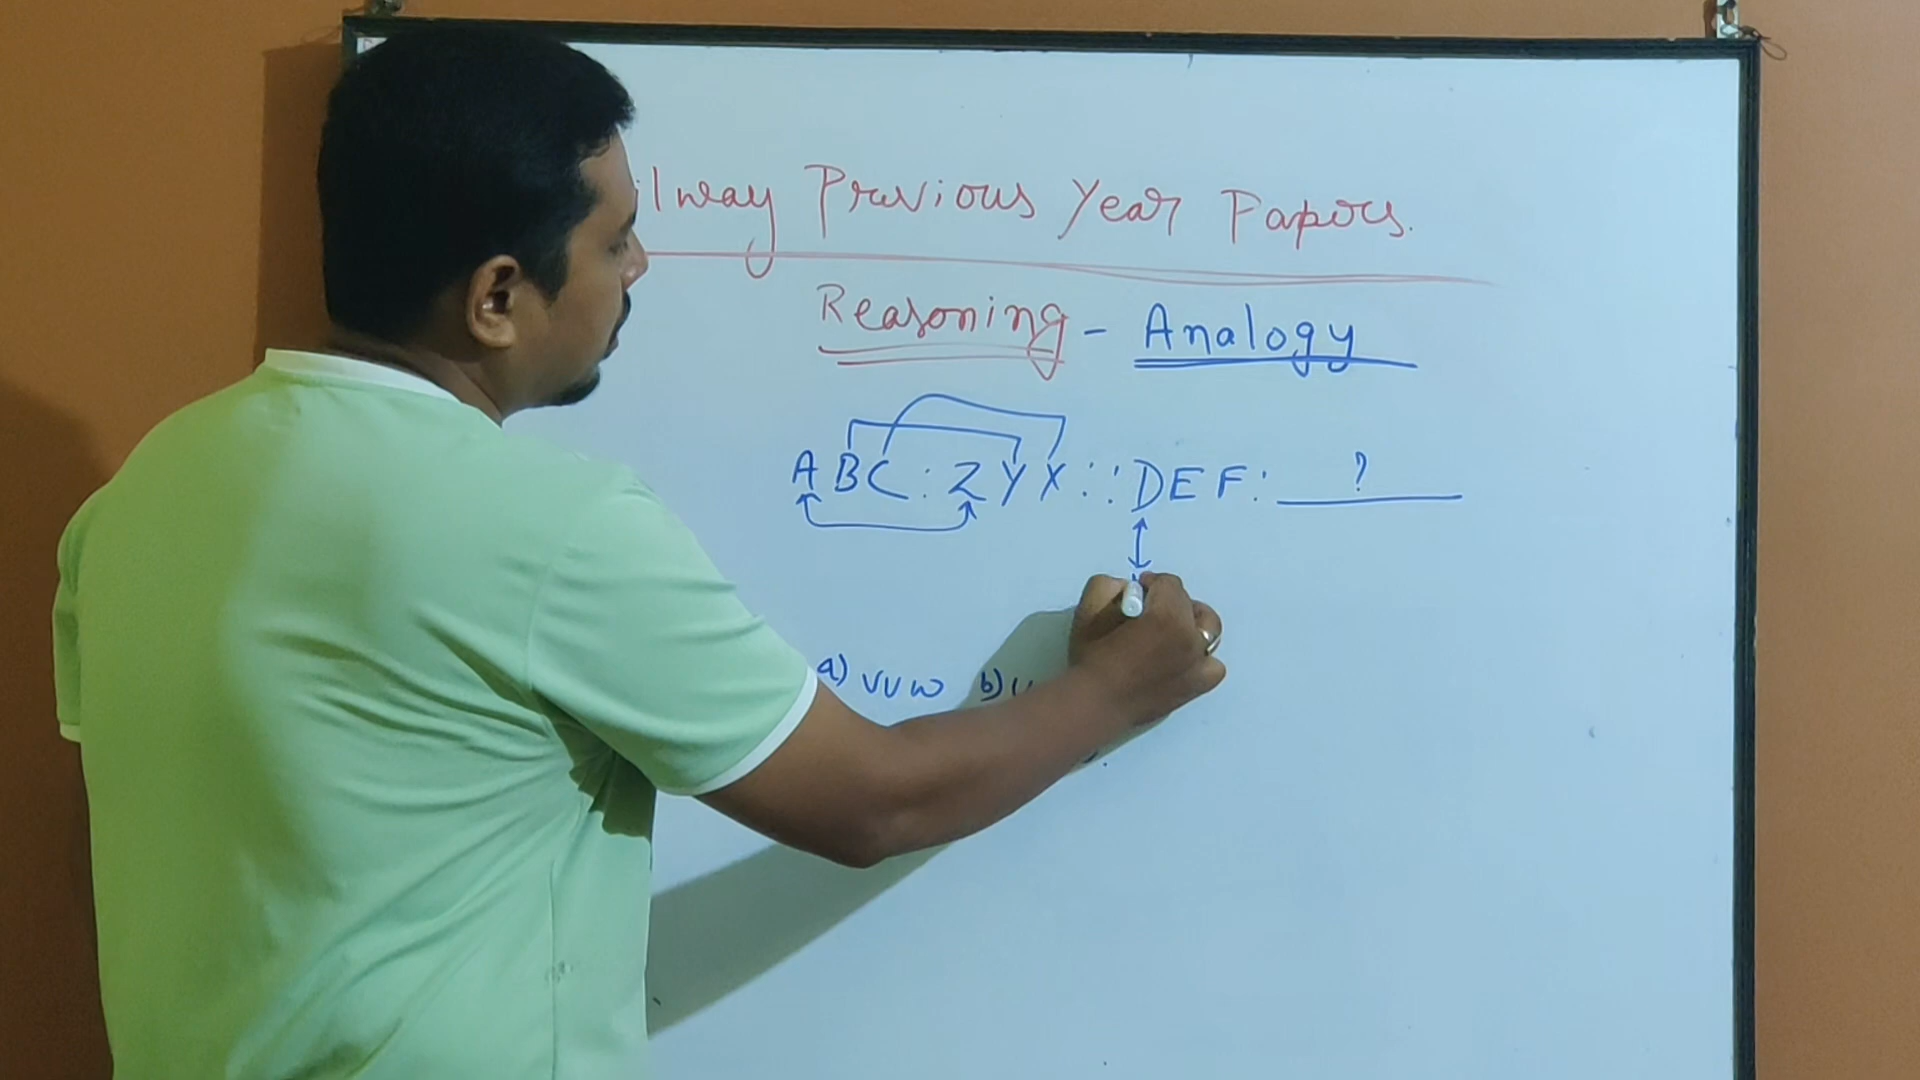 ilway Previous Year Papers.
Reasoning - Analogy
ABC : ZYX :: DEF : ?
a) VUW b)